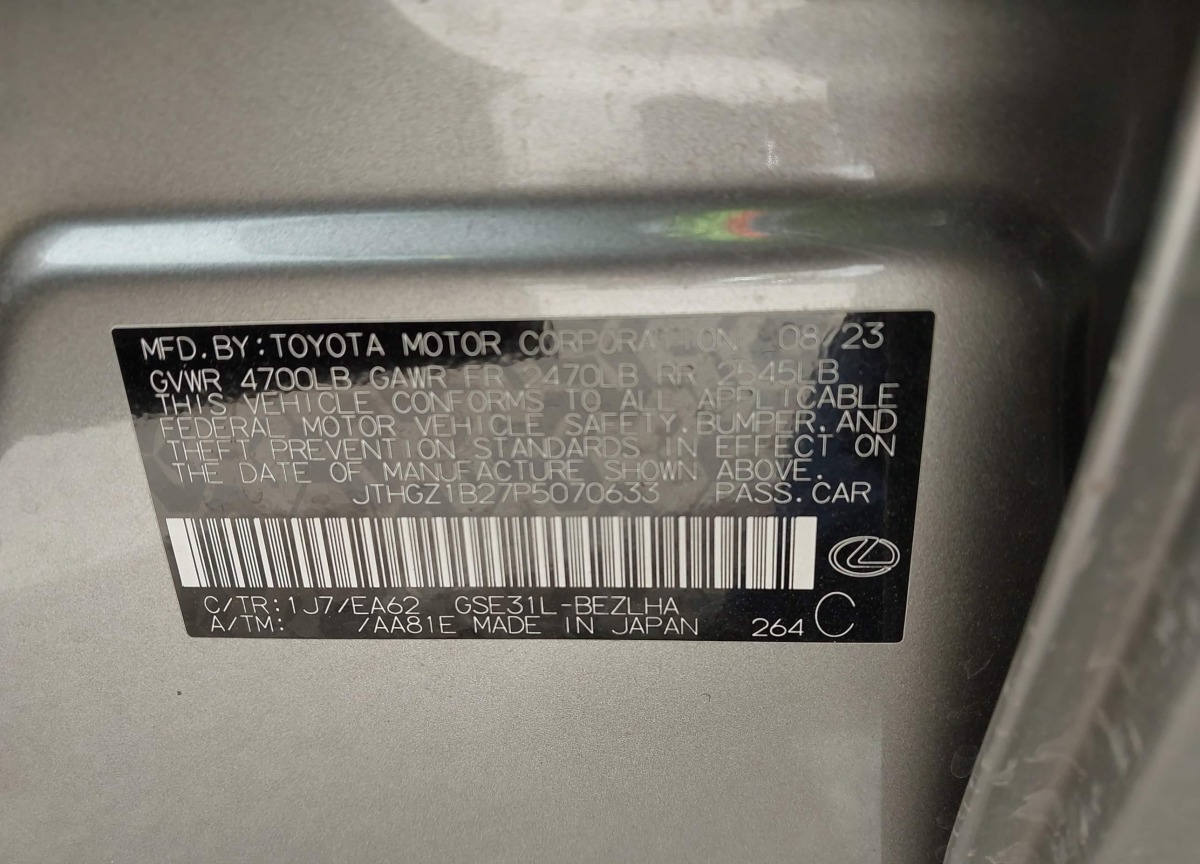 MFD.BY:TOYOTA MOTOR CORPORATION 08/23
GVWR 4700LB GAWR FR 2470LB RR 2545LB
THIS VEHICLE CONFORMS TO ALL APPLICABLE
FEDERAL MOTOR VEHICLE SAFETY,BUMPER,AND
THEFT PREVENTION STANDARDS IN EFFECT ON
THE DATE OF MANUFACTURE SHOWN ABOVE.
JTHGZ1B27P5070633 PASS.CAR
C/TR:1J7/EA62 GSE31L-BEZLHA
A/TM: /AA81E MADE IN JAPAN 264 C